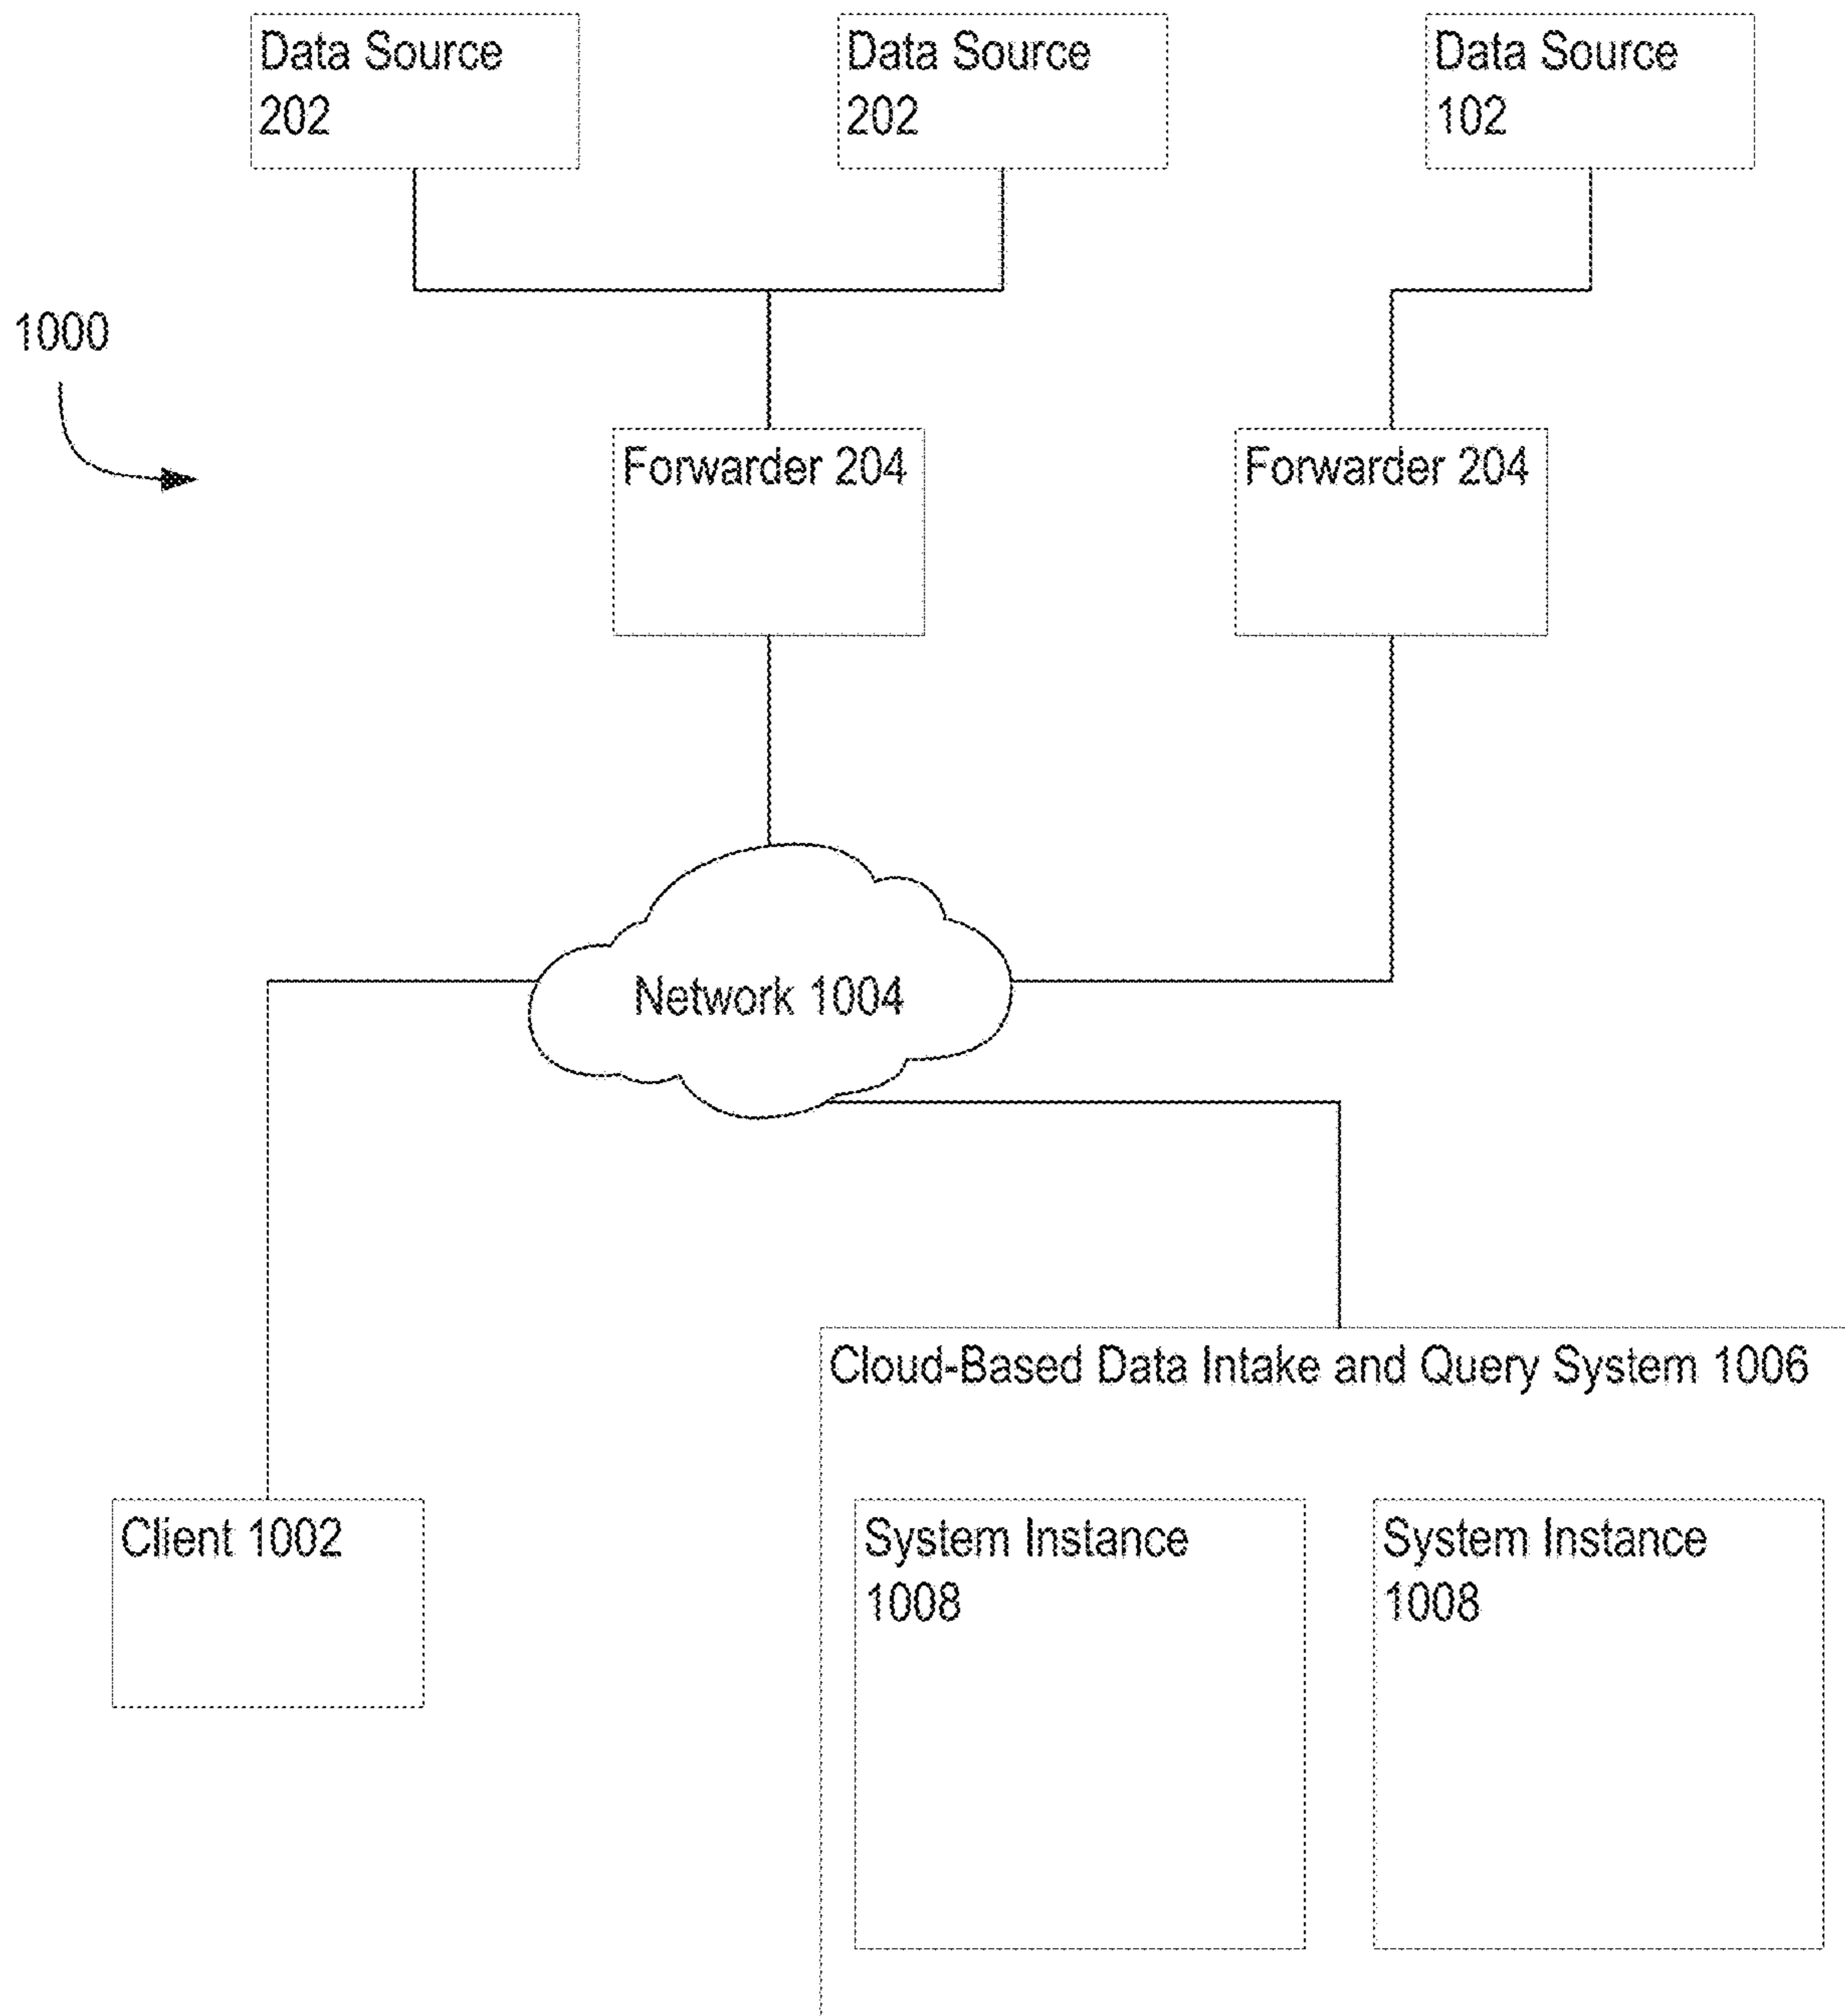 Data Source
202
Data Source
202
Data Source
102
1000
Forwarder 204
Forwarder 204
Network 1004
Cloud-Based Data Intake and Query System 1006
Client 1002
System Instance
1008
System Instance
1008